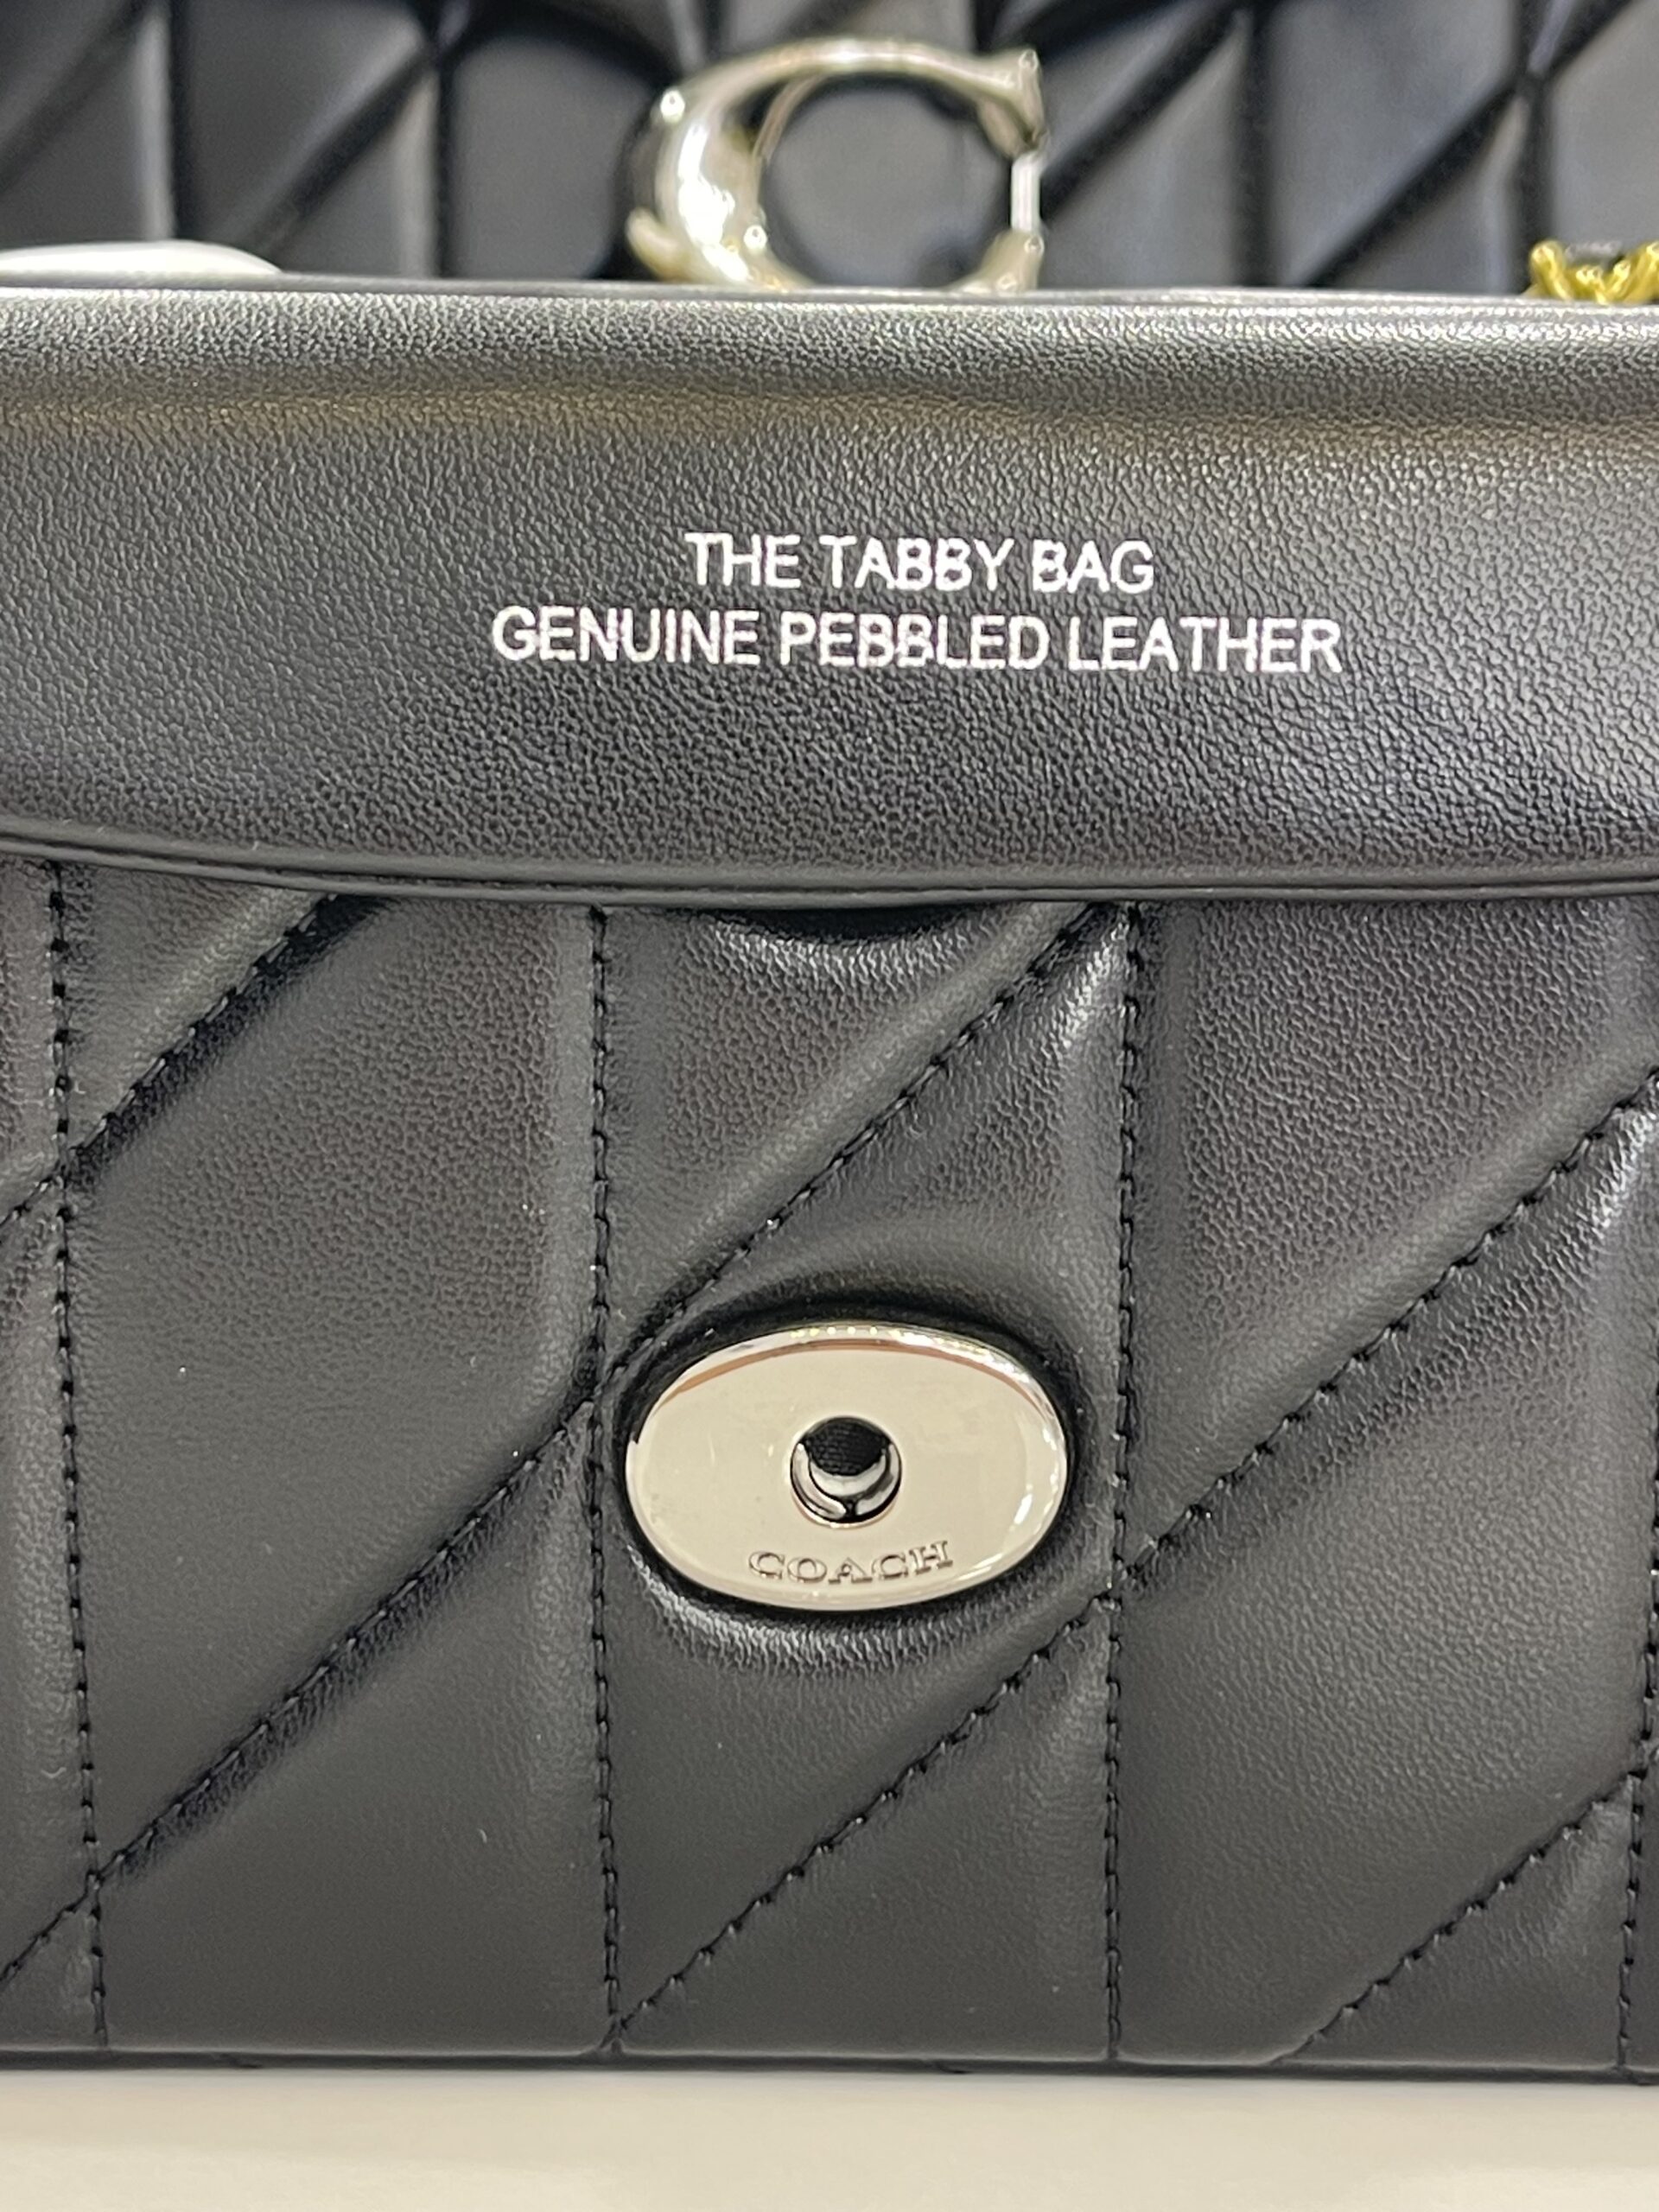 THE TABBY BAG
GENUINE PEBBLED LEATHER
COACH